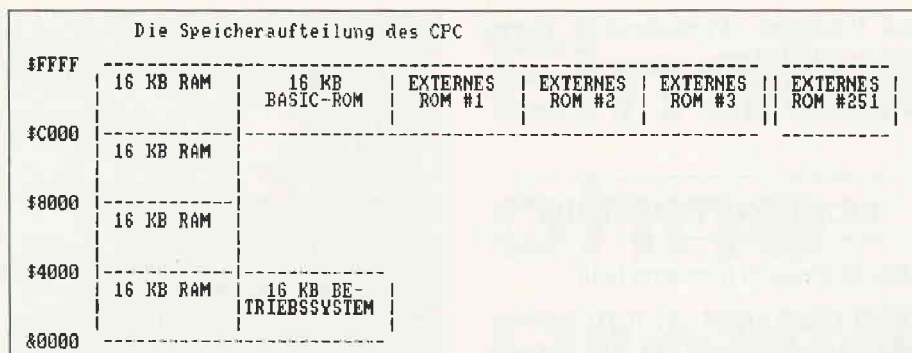 Die Speicheraufteilung des CPC
$FFFF
16 KB RAM | 16 KB | EXTERNES | EXTERNES | EXTERNES || EXTERNES
BASIC-ROM | ROM #1 | ROM #2 | ROM #3 || ROM #251
$C000
16 KB RAM
$8000
16 KB RAM
$4000
16 KB RAM | 16 KB BE-
TRIEBSSYSTEM
&0000